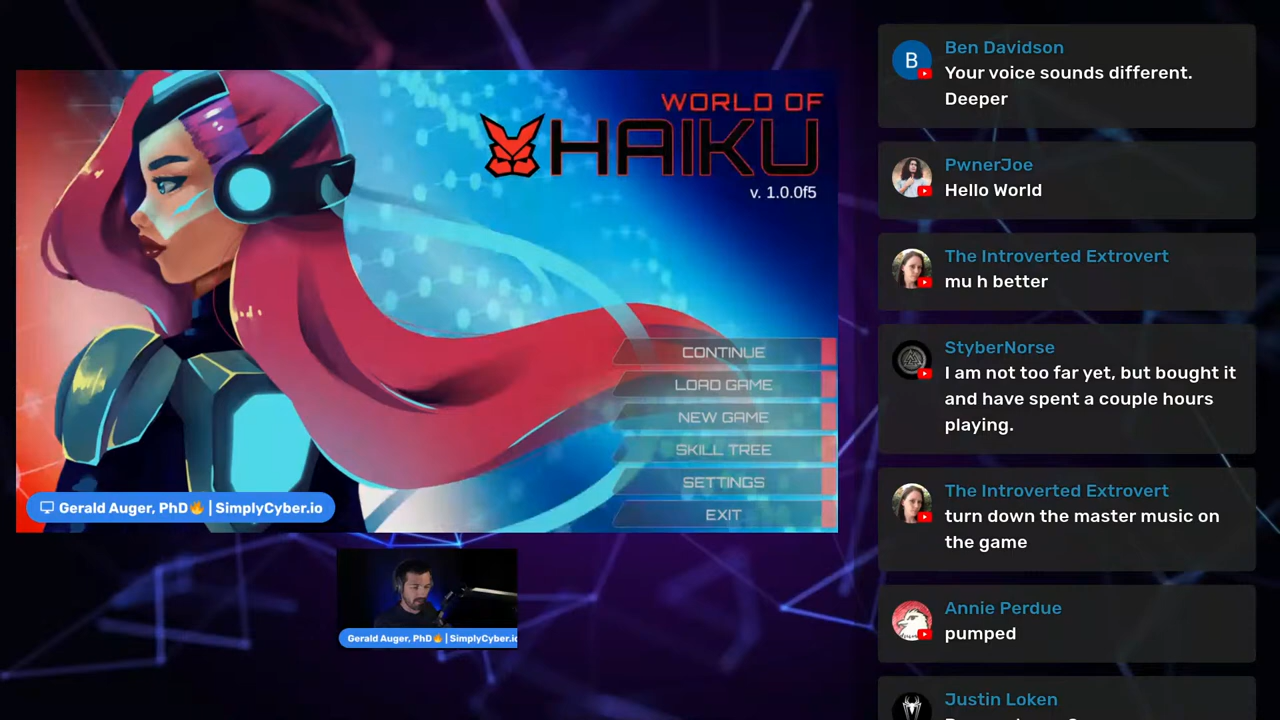 WORLD OF
HAIKU
v. 1.0.0f5
CONTINUE
LOAD GAME
NEW GAME
SKILL TREE
SETTINGS
EXIT
Gerald Auger, PhD🔥 | SimplyCyber.io
Gerald Auger, PhD🔥 | SimplyCyber.io
B
Ben Davidson
Your voice sounds different.
Deeper
PwnerJoe
Hello World
The Introverted Extrovert
mu h better
StyberNorse
I am not too far yet, but bought it
and have spent a couple hours
playing.
The Introverted Extrovert
turn down the master music on
the game
Annie Perdue
pumped
Justin Loken